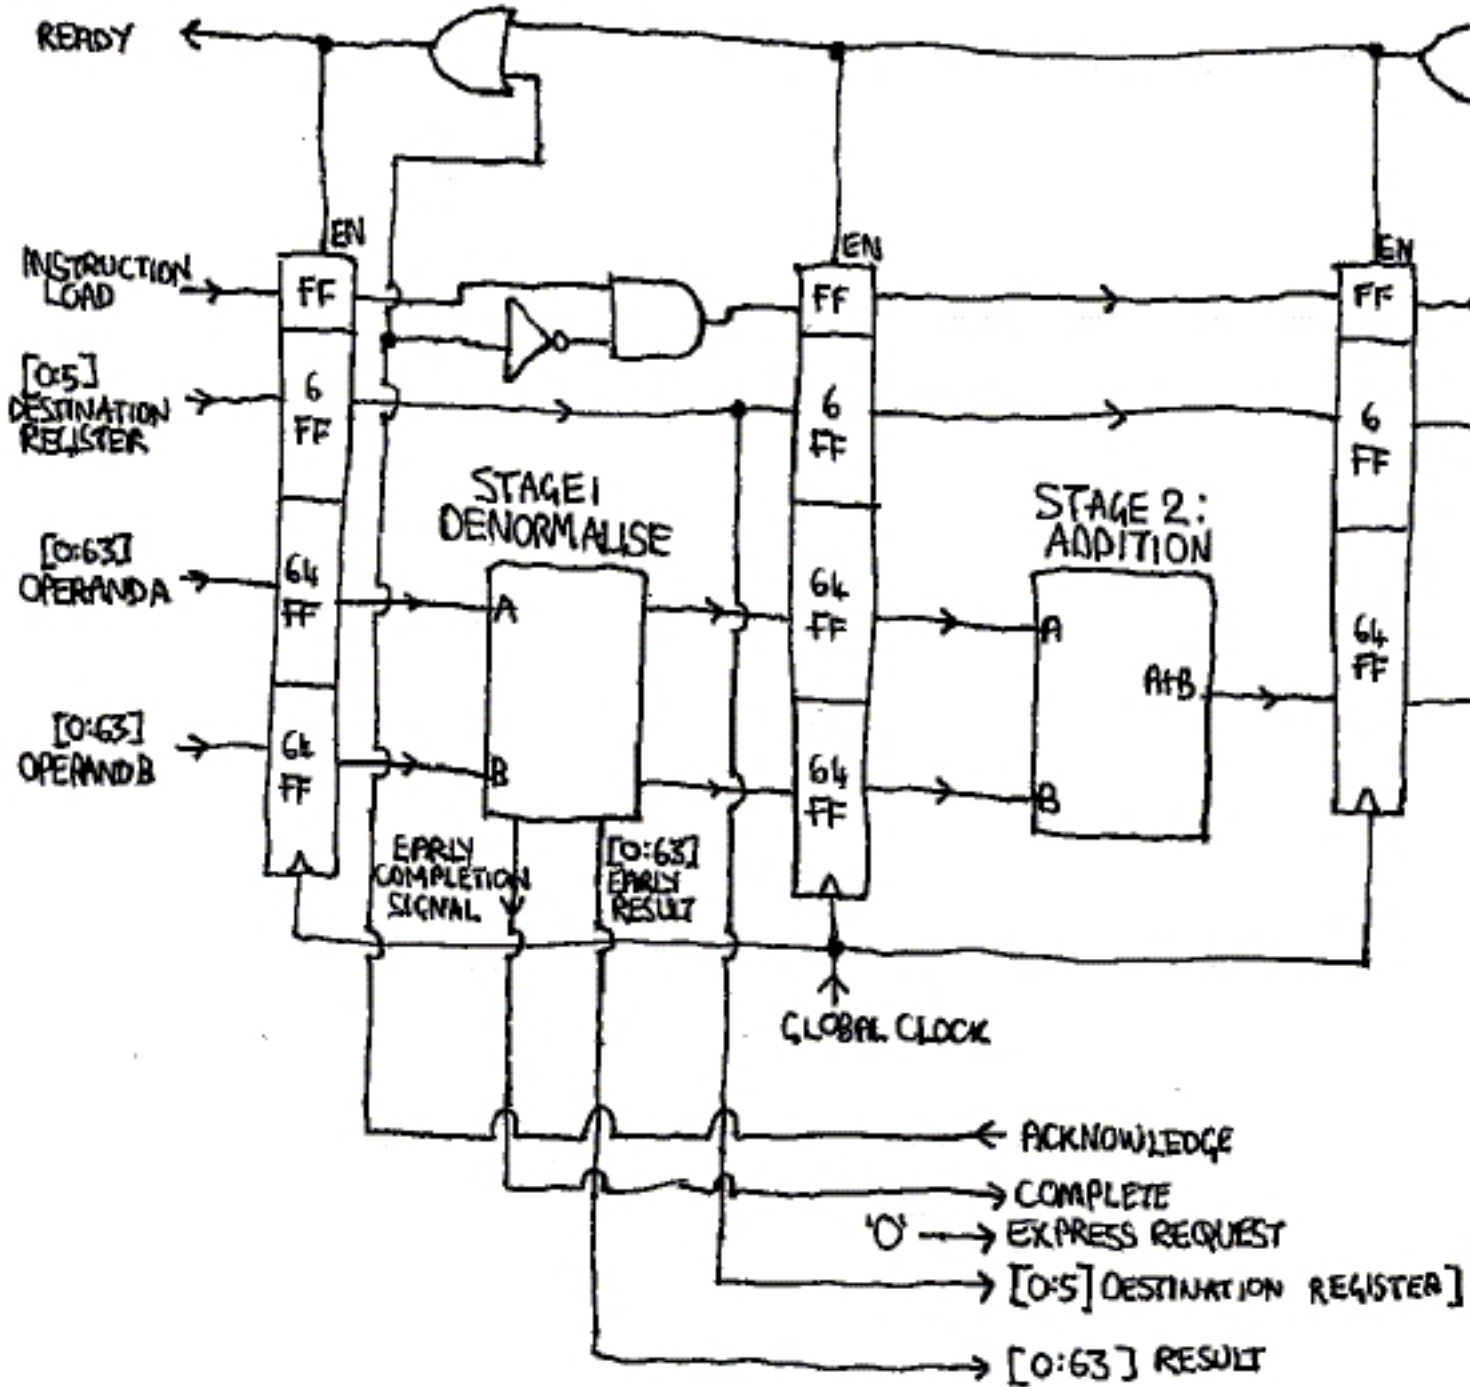 READY
EN
EN
EN
INSTRUCTION
LOAD
FF
FF
FF
[0:5]
DESTINATION
REGISTER
6
FF
6
FF
6
FF
STAGE 1
DENORMALISE
STAGE 2:
ADDITION
[0:63]
OPERAND A
64
FF
A
64
FF
A
A+B
64
FF
[0:63]
OPERAND B
64
FF
B
64
FF
B
EARLY
COMPLETION
SIGNAL
[0:63]
EARLY
RESULT
GLOBAL CLOCK
ACKNOWLEDGE
COMPLETE
'0' EXPRESS REQUEST
[0:5] DESTINATION REGISTER]
[0:63] RESULT